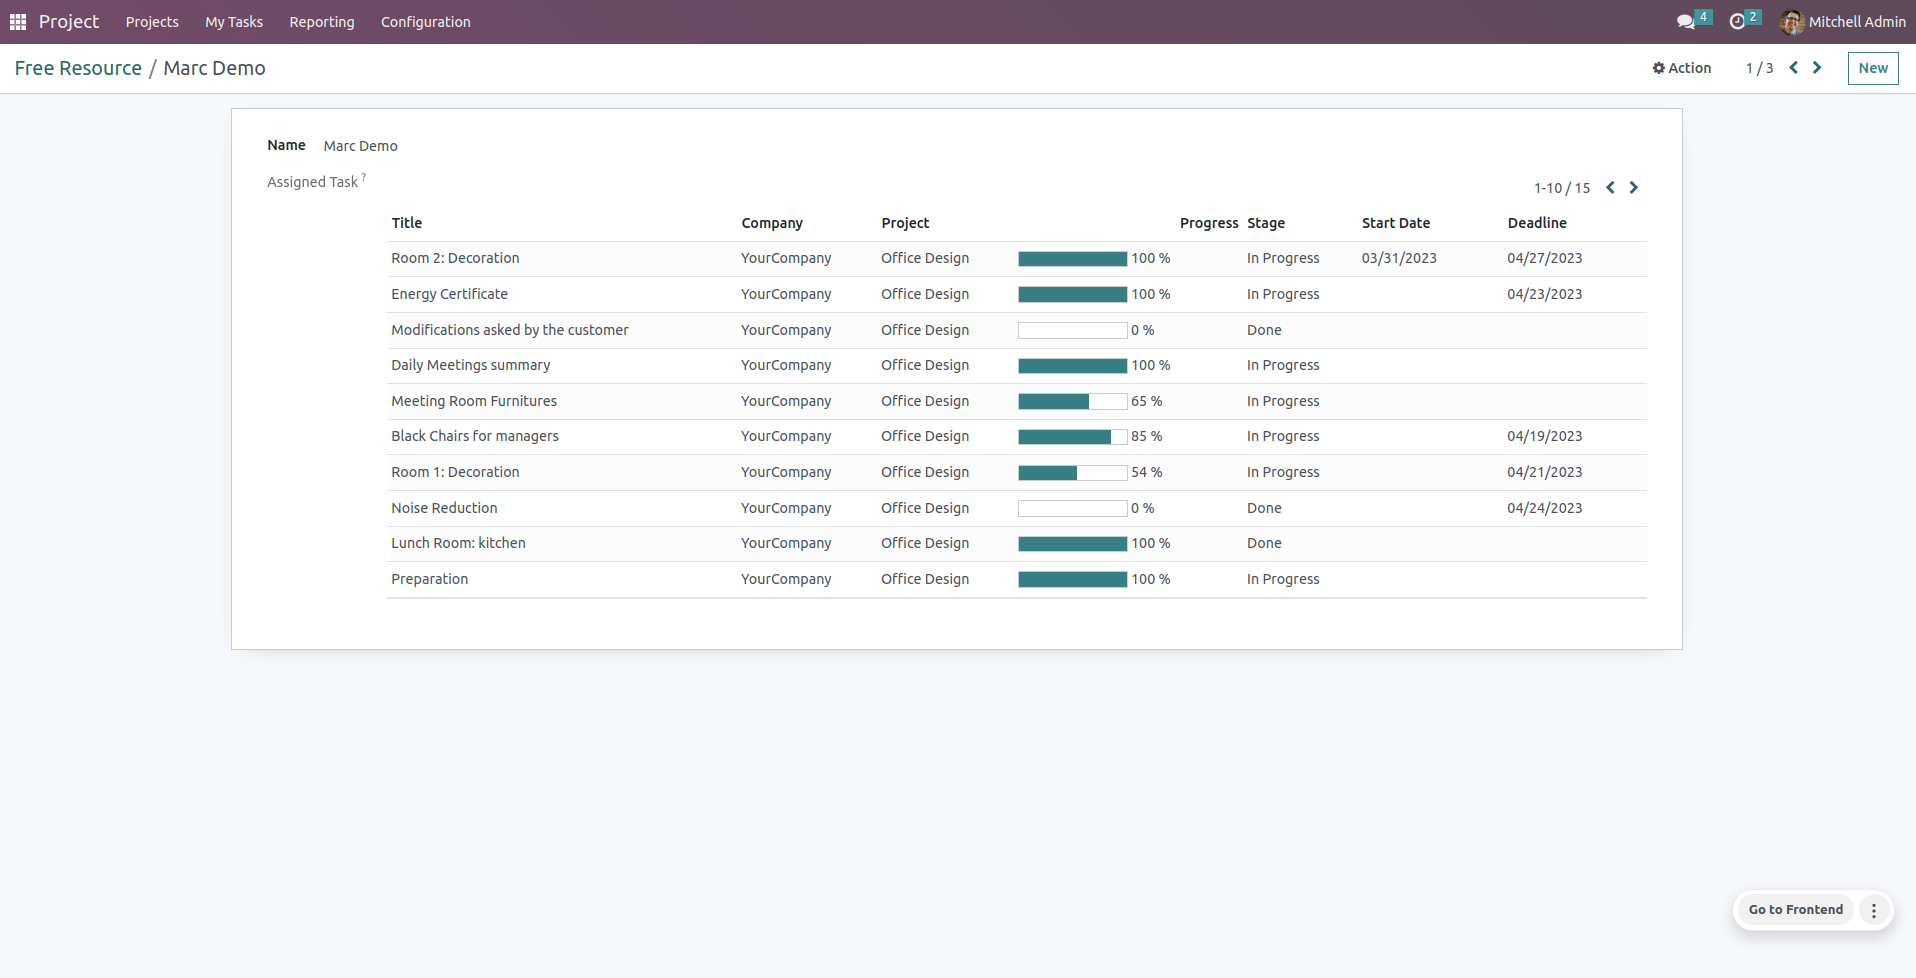 Project Projects My Tasks Reporting Configuration 4 2 Mitchell Admin
Free Resource / Marc Demo Action 1 / 3 New
Name Marc Demo
Assigned Task ?
1-10 / 15
Title Company Project Progress Stage Start Date Deadline
Room 2: Decoration YourCompany Office Design 100 % In Progress 03/31/2023 04/27/2023
Energy Certificate YourCompany Office Design 100 % In Progress 04/23/2023
Modifications asked by the customer YourCompany Office Design 0 % Done
Daily Meetings summary YourCompany Office Design 100 % In Progress
Meeting Room Furnitures YourCompany Office Design 65 % In Progress
Black Chairs for managers YourCompany Office Design 85 % In Progress 04/19/2023
Room 1: Decoration YourCompany Office Design 54 % In Progress 04/21/2023
Noise Reduction YourCompany Office Design 0 % Done 04/24/2023
Lunch Room: kitchen YourCompany Office Design 100 % Done
Preparation YourCompany Office Design 100 % In Progress
Go to Frontend